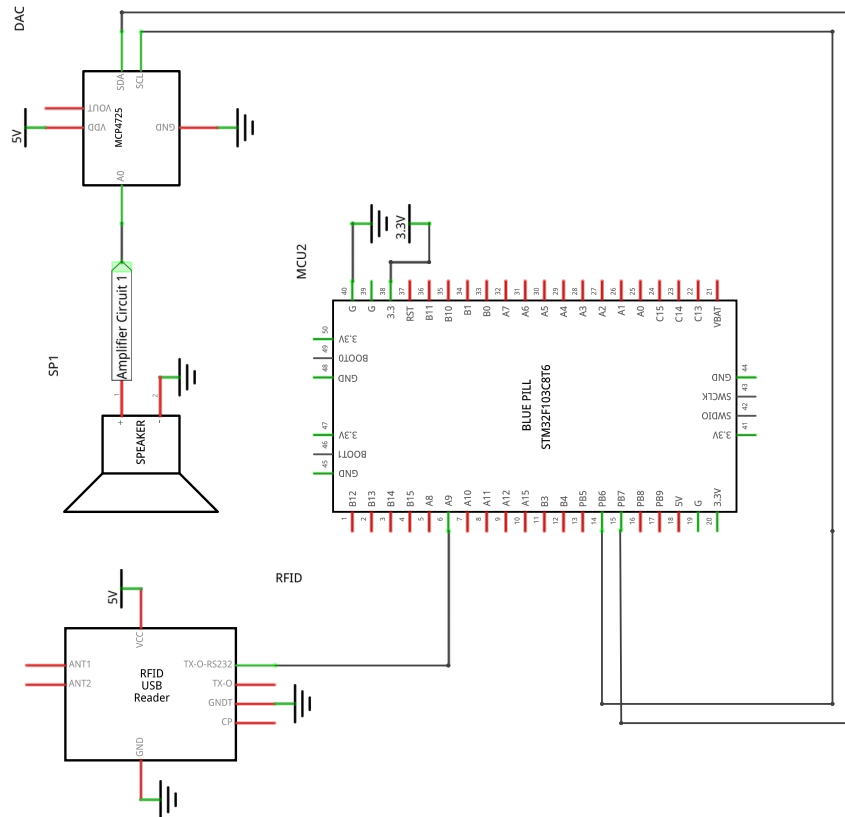 DAC
SDA
SCL
VOUT
VDD
MCP4725
GND
A0
5V
Amplifier Circuit 1
SP1
1
2
+
-
SPEAKER
MCU2
3.3V
40
39
38
37
36
35
34
33
32
31
30
29
28
27
26
25
24
23
22
21
G
G
3.3
RST
B11
B10
B1
B0
A7
A6
A5
A4
A3
A2
A1
A0
C15
C14
C13
VBAT
50
3.3V
49
BOOT0
48
GND
47
3.3V
46
BOOT1
45
GND
BLUE PILL
STM32F103C8T6
44
GND
43
SWCLK
42
SWDIO
41
3.3V
B12
B13
B14
B15
A8
A9
A10
A11
A12
A15
B3
B4
PB5
PB6
PB7
PB8
PB9
5V
G
3.3V
1
2
3
4
5
6
7
8
9
10
11
12
13
14
15
16
17
18
19
20
RFID
5V
VCC
ANT1
ANT2
RFID
USB
Reader
TX-O-RS232
TX-O
GNDT
CP
GND